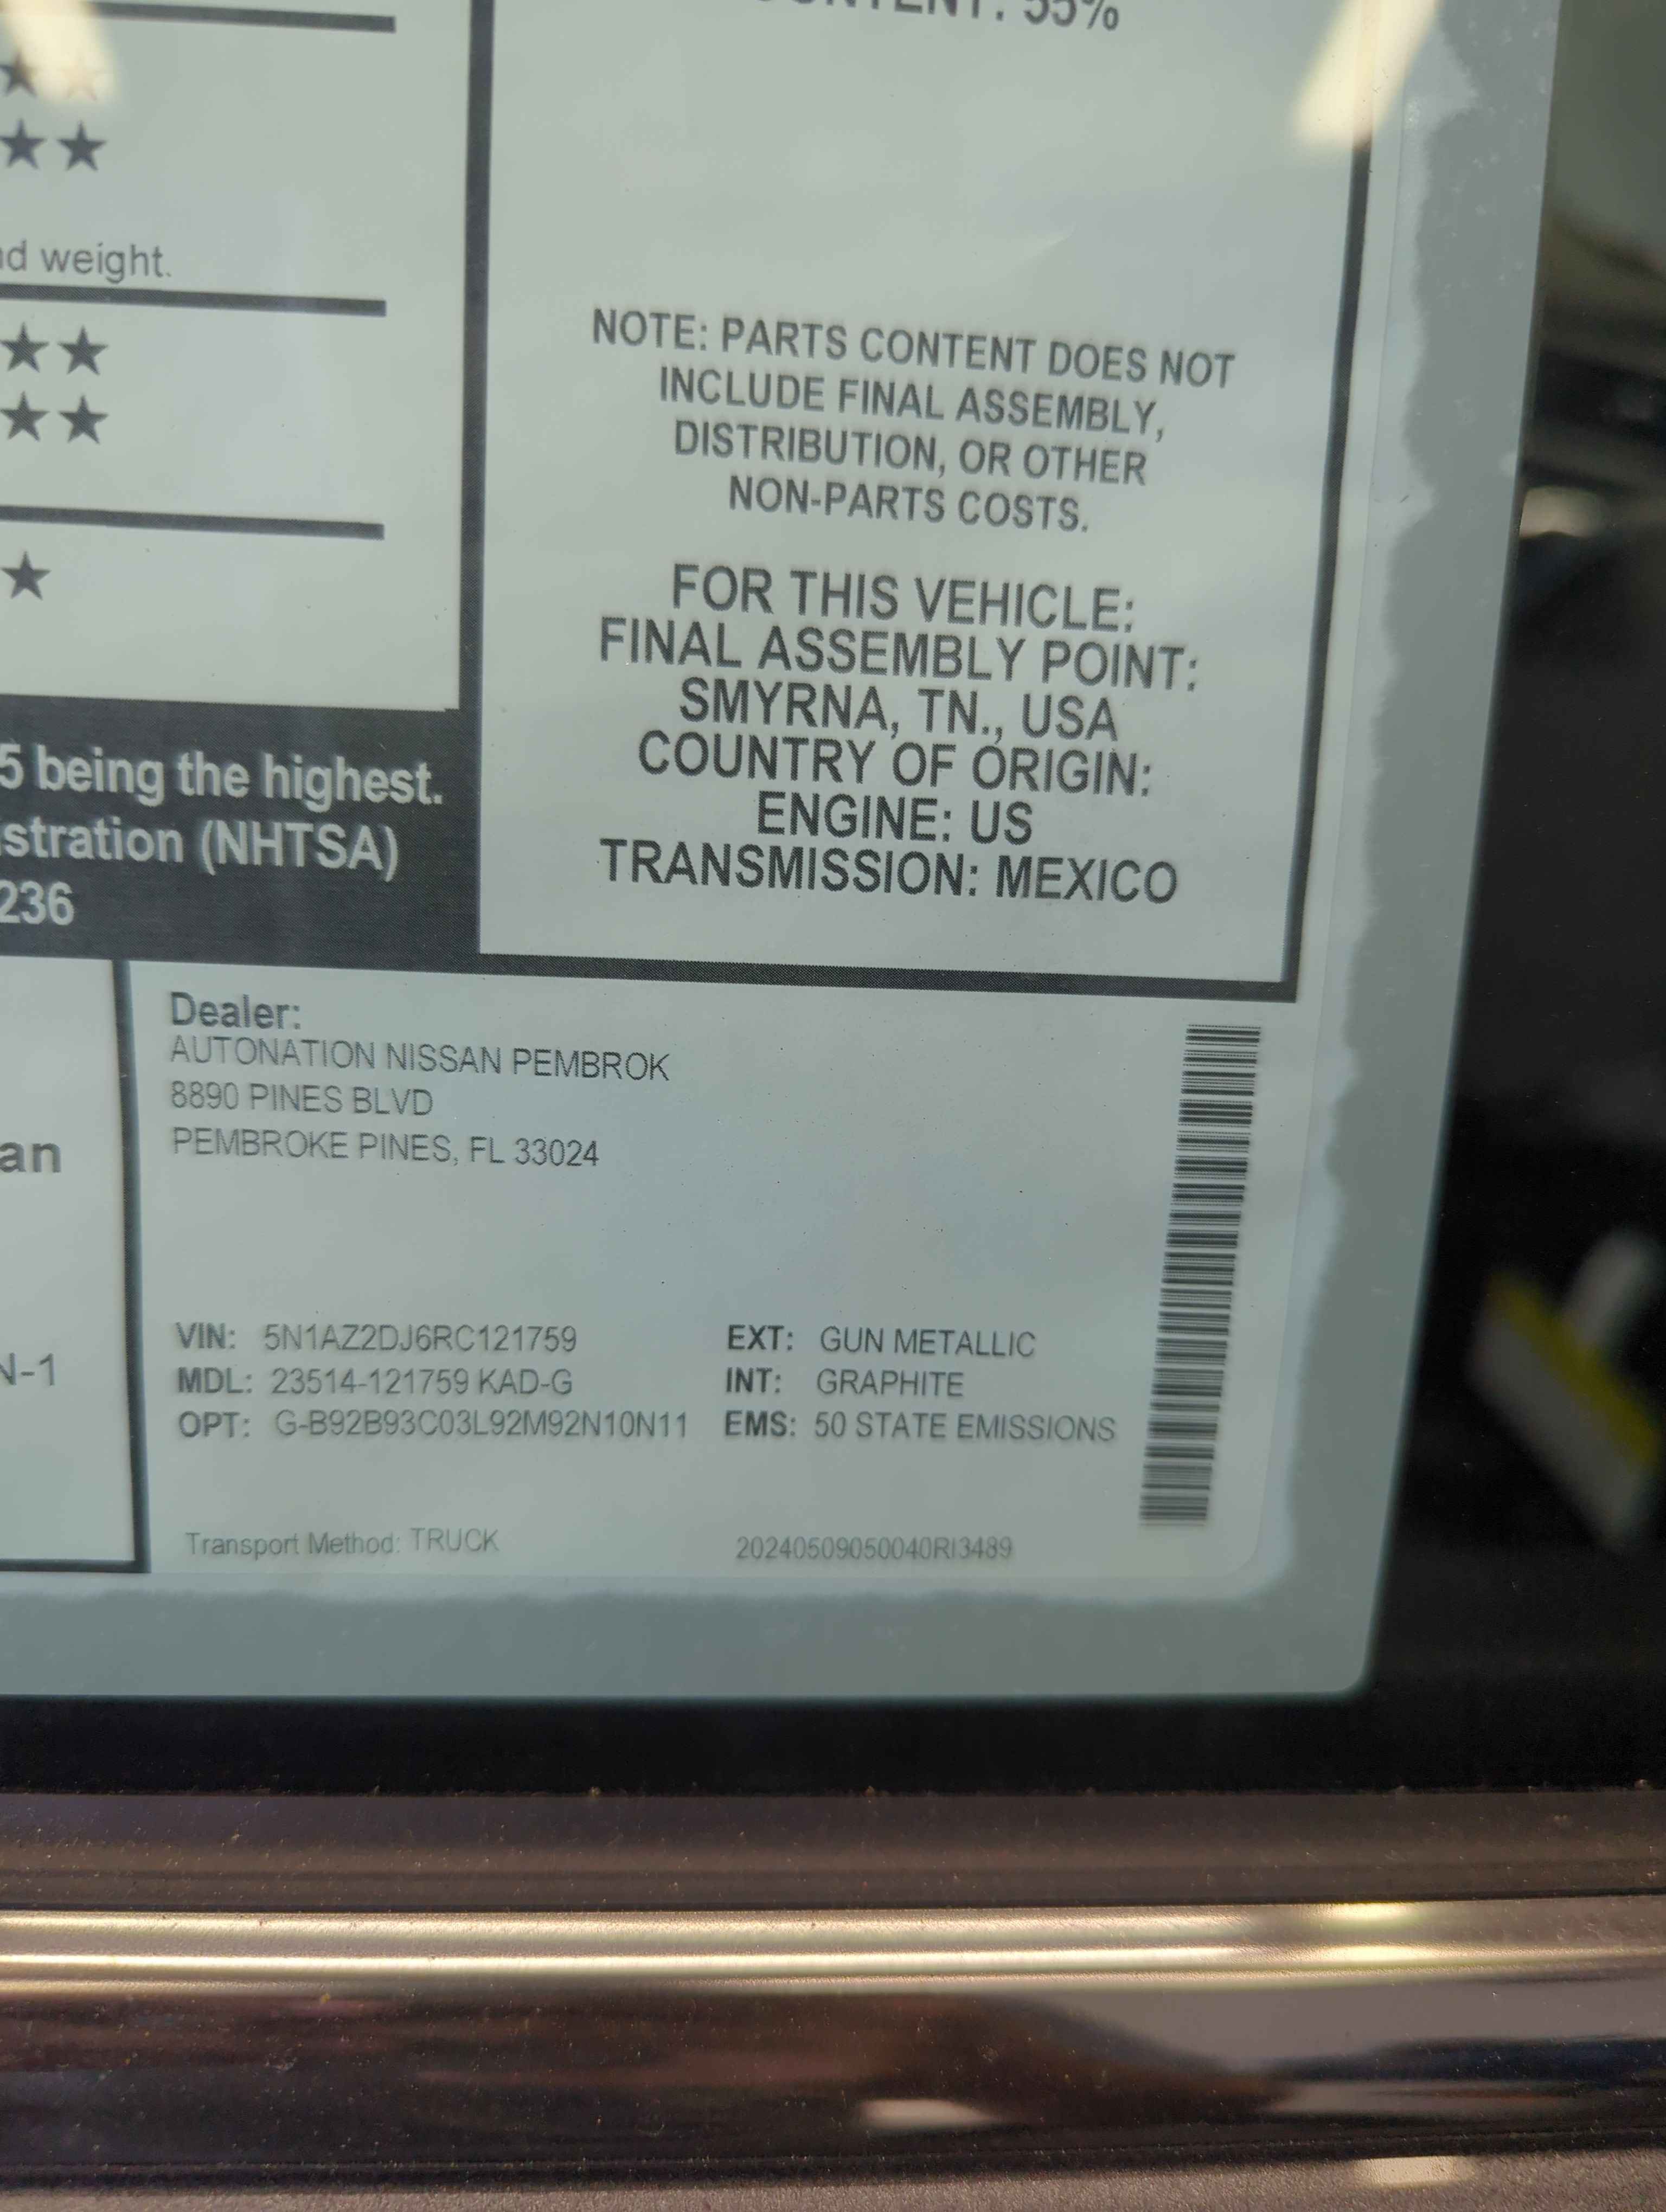 55%
nd weight.
NOTE: PARTS CONTENT DOES NOT
INCLUDE FINAL ASSEMBLY,
DISTRIBUTION, OR OTHER
NON-PARTS COSTS.
FOR THIS VEHICLE:
FINAL ASSEMBLY POINT:
SMYRNA, TN., USA
COUNTRY OF ORIGIN:
ENGINE: US
TRANSMISSION: MEXICO
5 being the highest.
stration (NHTSA)
236
an
N-1
Dealer:
AUTONATION NISSAN PEMBROK
8890 PINES BLVD
PEMBROKE PINES, FL 33024
VIN: 5N1AZ2DJ6RC121759 EXT: GUN METALLIC
MDL: 23514-121759 KAD-G INT: GRAPHITE
OPT: G-B92B93C03L92M92N10N11 EMS: 50 STATE EMISSIONS
Transport Method: TRUCK 20240509050040RI3489